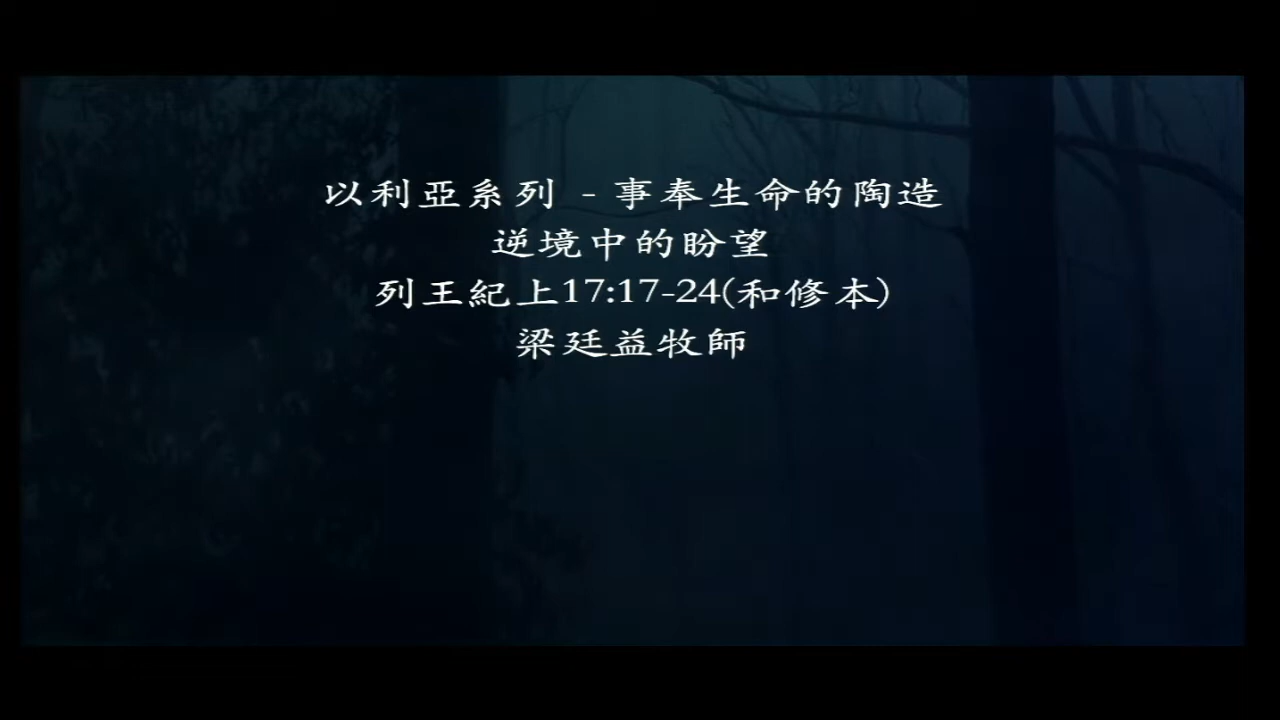 以利亞系列 - 事奉生命的陶造
逆境中的盼望
列王紀上17:17-24(和修本)
梁廷益牧師